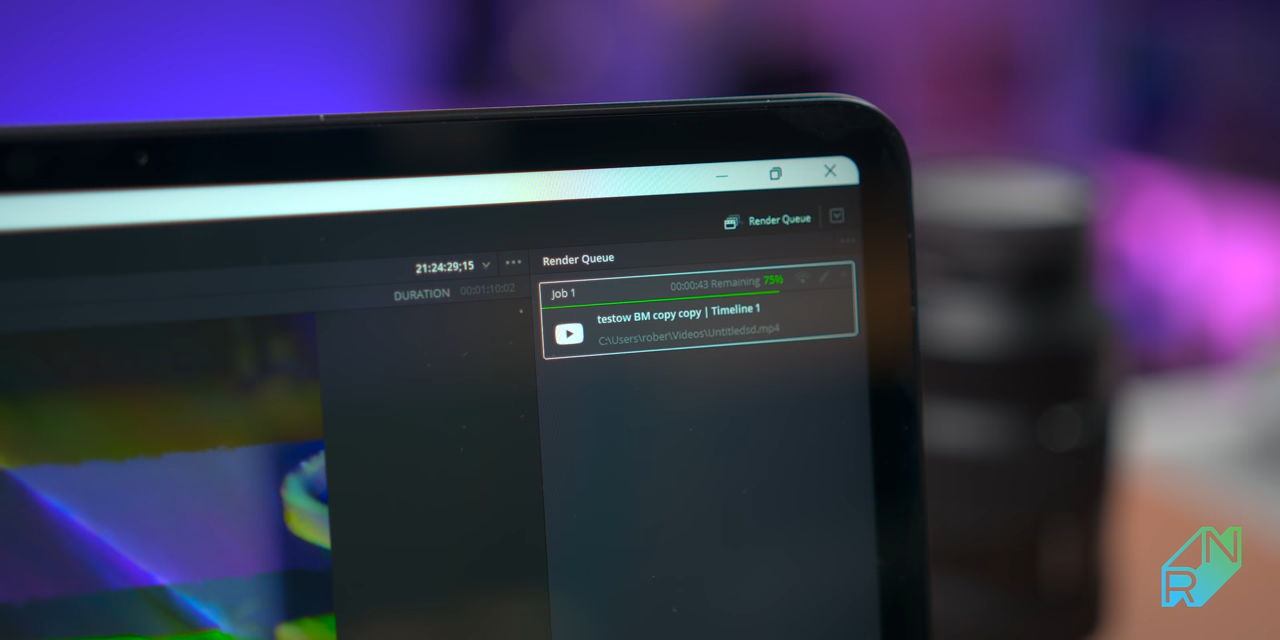 Render Queue
21:24:29;15
Render Queue
DURATION 00:01:10:02
Job 1
00:00:43 Remaining 75%
testow BM copy copy | Timeline 1
C:\Users\rober\Videos\Untitledsd.mp4
RN